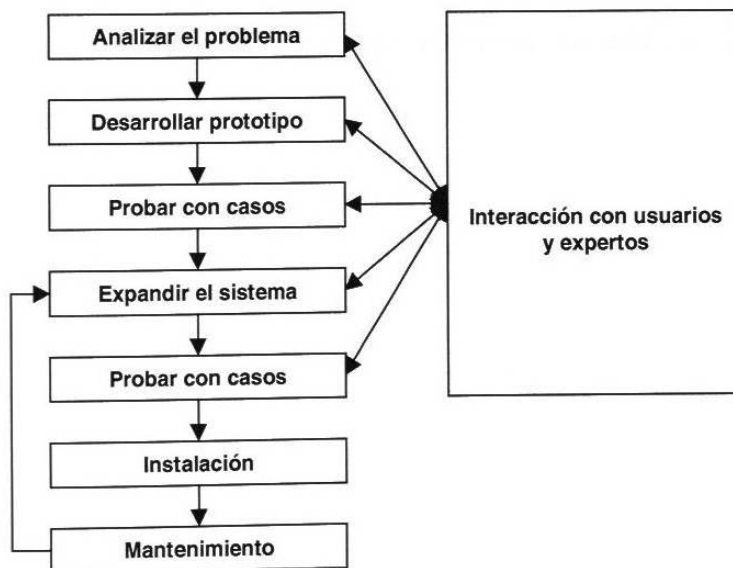 Analizar el problema
Desarrollar prototipo
Probar con casos
Expandir el sistema
Probar con casos
Instalación
Mantenimiento
Interacción con usuarios
y expertos